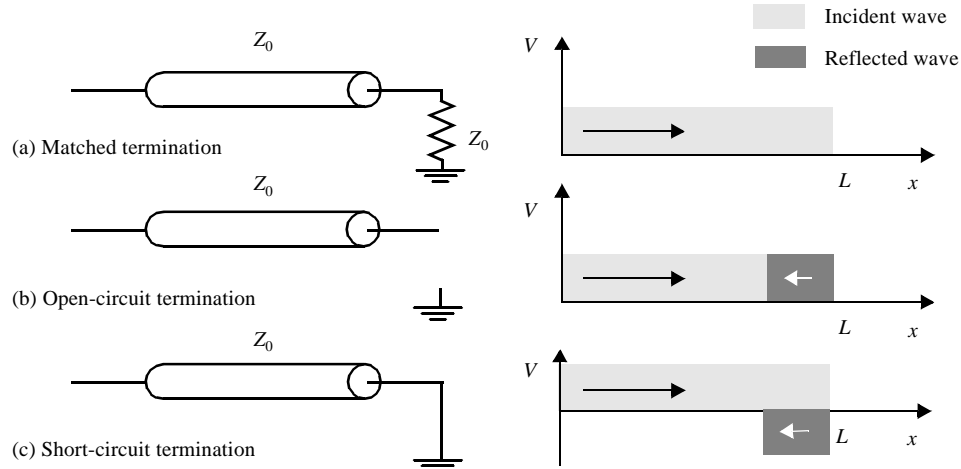 Incident wave
Reflected wave
Z0
Z0
(a) Matched termination
V
L
x
Z0
(b) Open-circuit termination
V
L
x
Z0
(c) Short-circuit termination
V
L
x